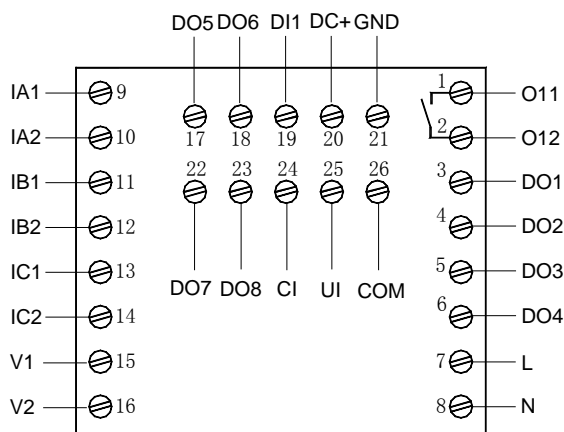 DO5 DO6 DI1 DC+ GND
IA1 9 1 O11
17 18 19 20 21
IA2 10 2 O12
22 23 24 25 26
IB1 11 3 DO1
IB2 12 4 DO2
IC1 13 5 DO3
DO7 DO8 CI UI COM
IC2 14 6 DO4
V1 15 7 L
V2 16 8 N